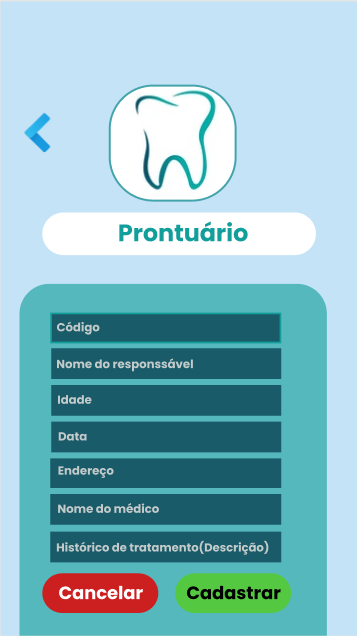 Prontuário
Código
Nome do responssável
Idade
Data
Endereço
Nome do médico
Histórico de tratamento(Descrição)
Cancelar
Cadastrar